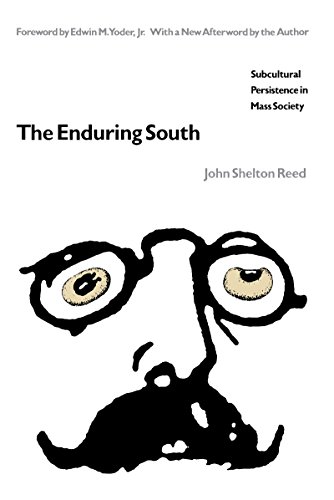 Foreword by Edwin M. Yoder, Jr. With a New Afterword by the Author
Subcultural
Persistence in
Mass Society
The Enduring South
John Shelton Reed